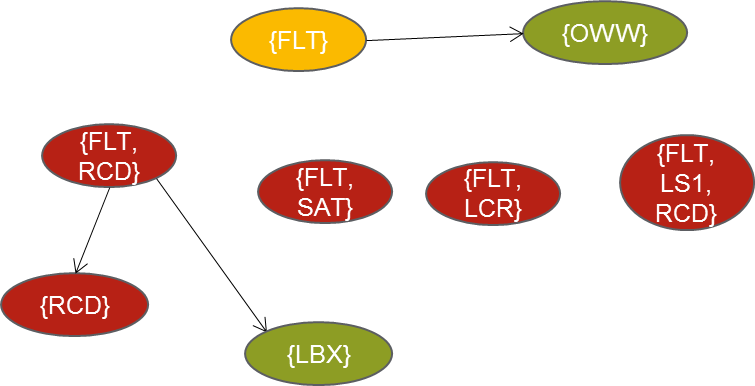 {FLT}
{OWW}
{FLT,
RCD}
{FLT,
SAT}
{FLT,
LCR}
{FLT,
LS1,
RCD}
{RCD}
{LBX}